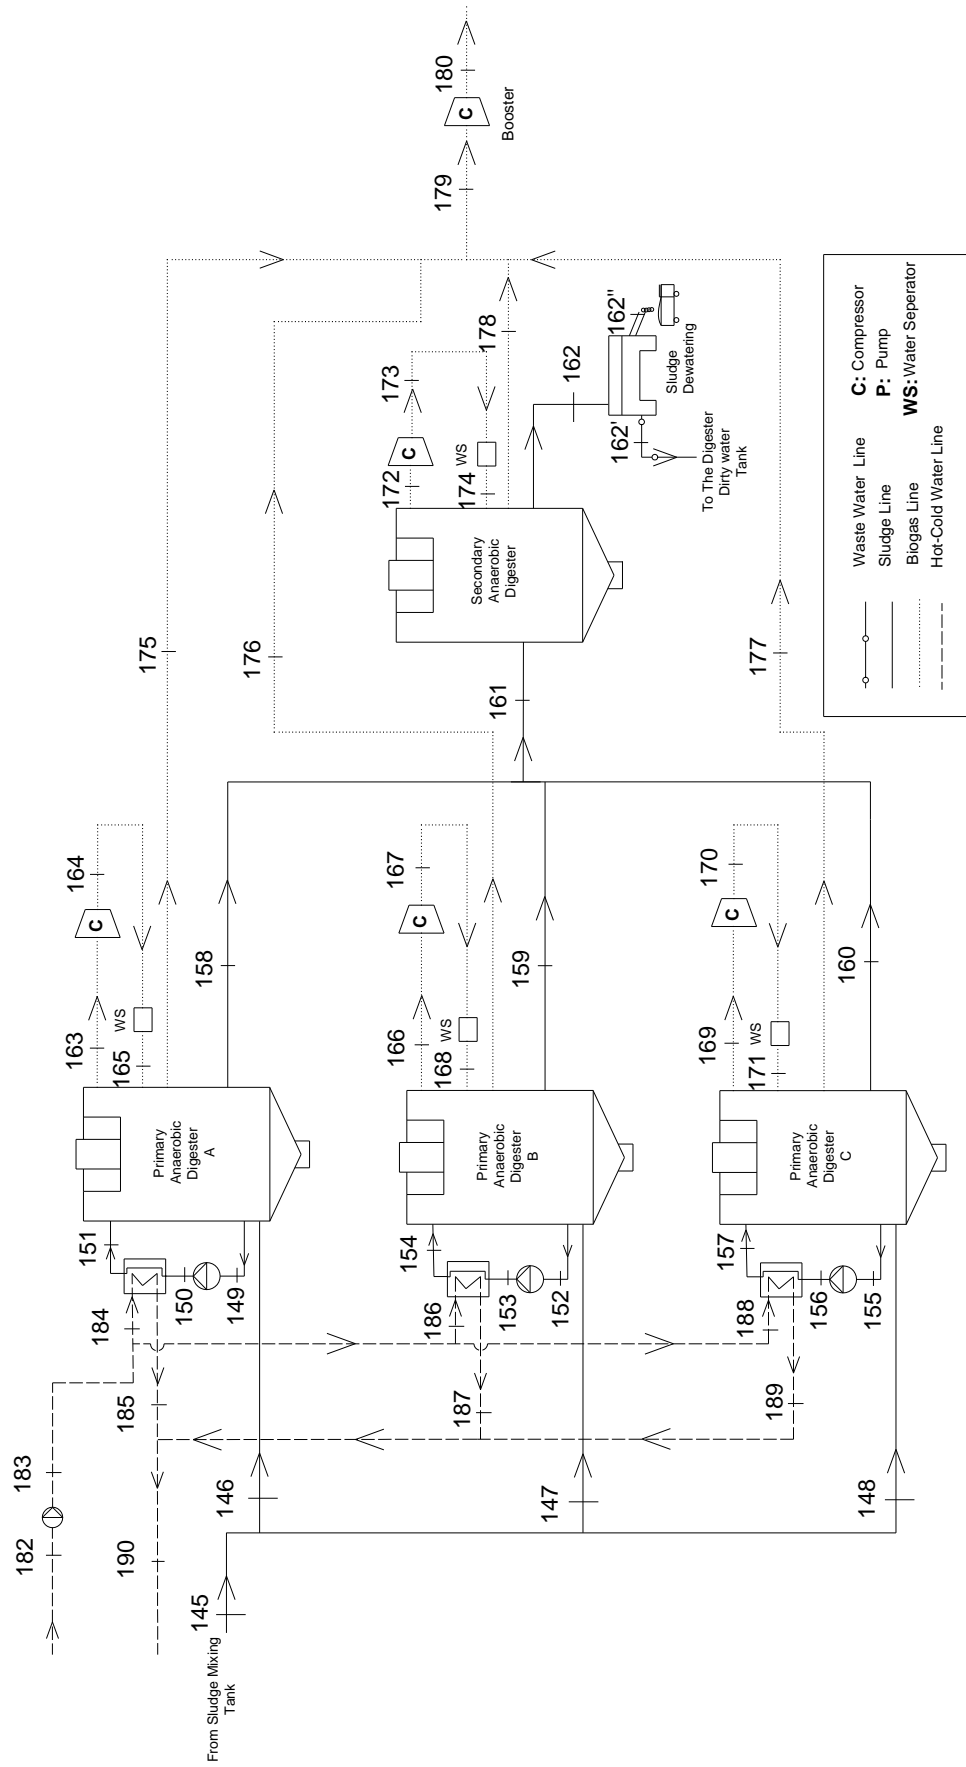 182
183
190
185
184
151
150
149
163
164
165
WS
C
Primary
Anaerobic
Digester
A
175
176
158
146
145
From Sludge Mixing
Tank
186
187
154
153
152
Primary
Anaerobic
Digester
B
166
167
168
WS
C
159
147
161
188
189
157
156
155
Primary
Anaerobic
Digester
C
169
170
171
WS
C
160
148
177
Secondary
Anaerobic
Digester
172
173
174
WS
C
178
162
162'
162"
Sludge
Dewatering
To The Digester
Dirty water
Tank
179
C
Booster
180
Waste Water Line
Sludge Line
Biogas Line
Hot-Cold Water Line
C: Compressor
P: Pump
WS: Water Seperator